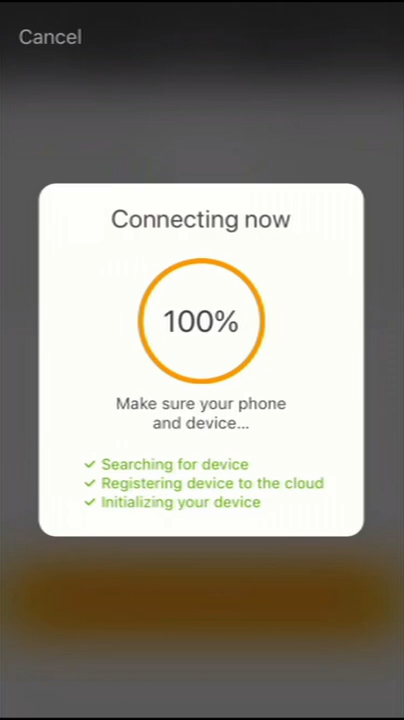 Cancel
Connecting now
100%
Make sure your phone
and device...
✓ Searching for device
✓ Registering device to the cloud
✓ Initializing your device